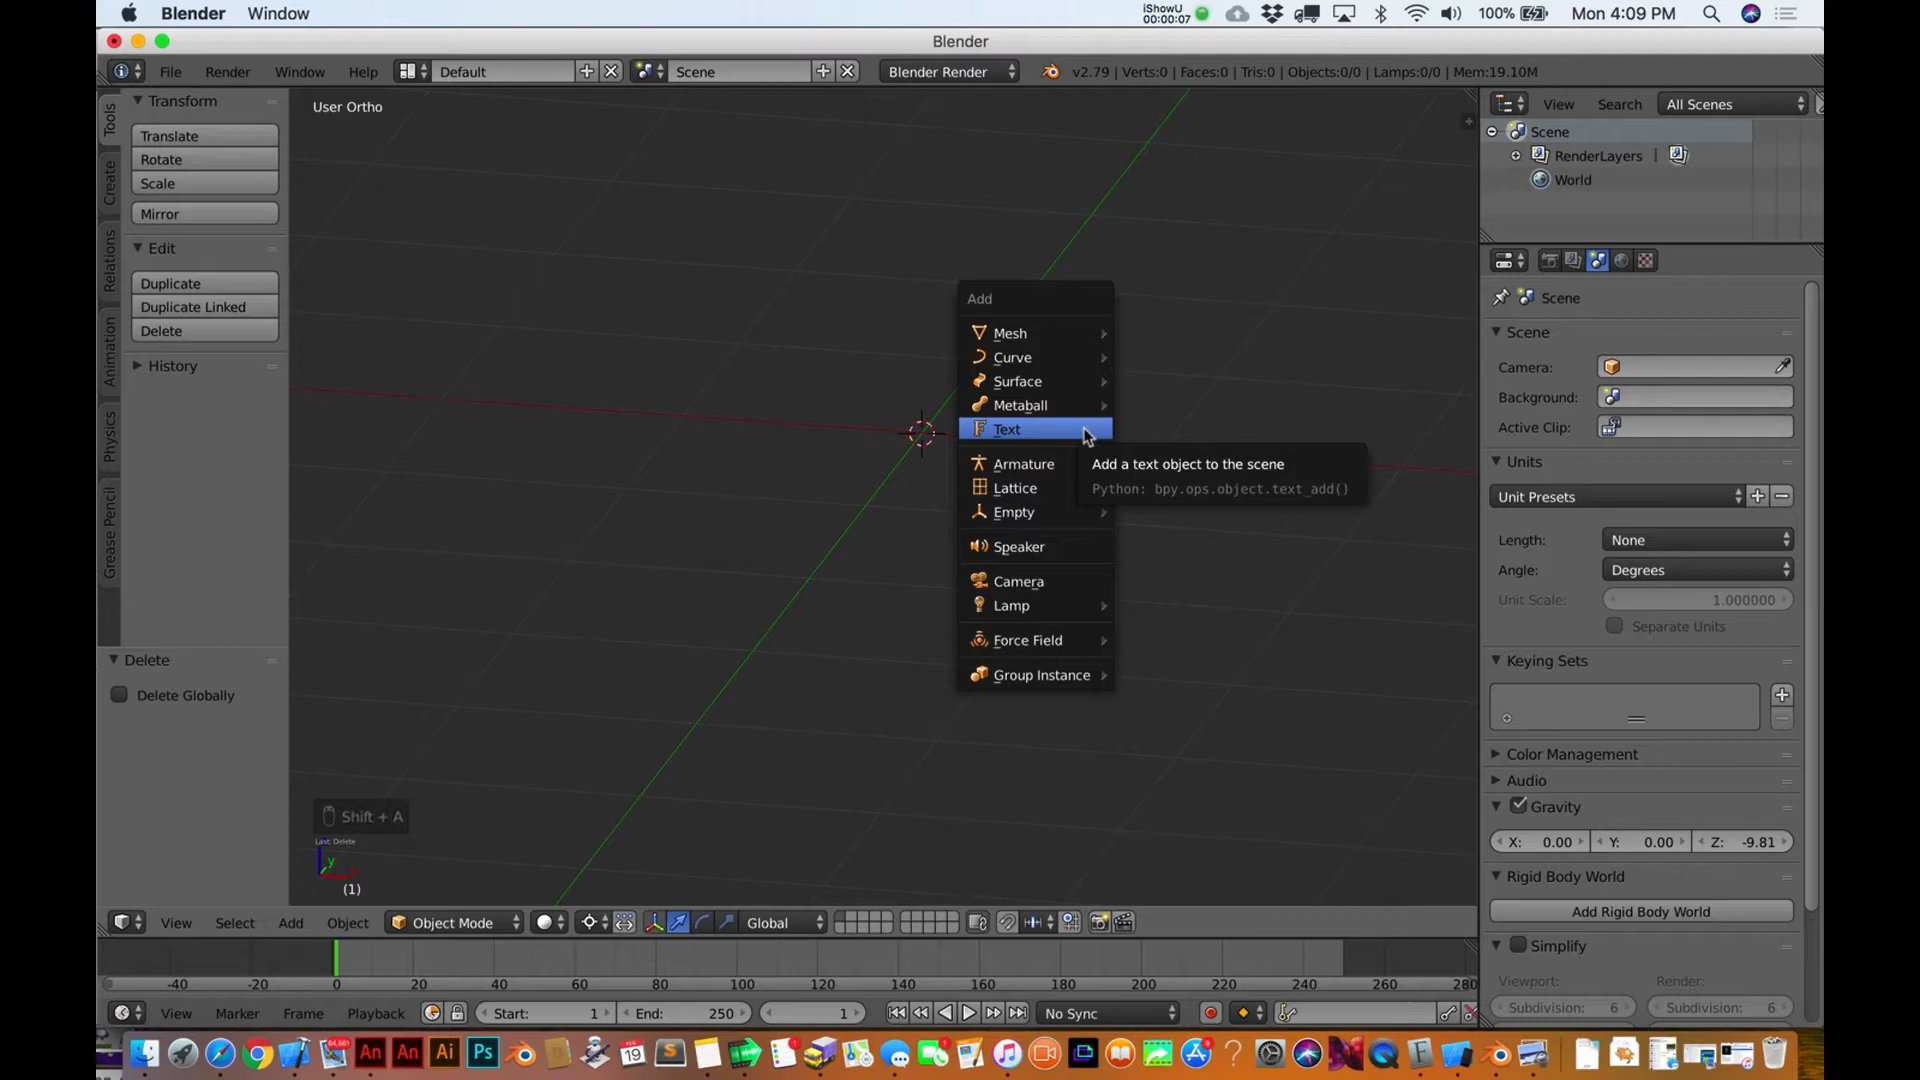 Blender Window
iShowU
00:00:07
100%
Mon 4:09 PM
Blender
File Render Window Help Default Scene Blender Render v2.79 | Verts:0 | Faces:0 | Tris:0 | Objects:0/0 | Lamps:0/0 | Mem:19.10M
User Ortho
Tools
Create
Relations
Animation
Physics
Grease Pencil
Transform
Translate
Rotate
Scale
Mirror
Edit
Duplicate
Duplicate Linked
Delete
History
Delete
Delete Globally
Add
Mesh
Curve
Surface
Metaball
Text
Armature
Lattice
Empty
Speaker
Camera
Lamp
Force Field
Group Instance
Add a text object to the scene
Python: bpy.ops.object.text_add()
Shift + A
Last: Delete
y
(1)
View Search All Scenes
Scene
RenderLayers |
World
Scene
Scene
Camera:
Background:
Active Clip:
Units
Unit Presets
Length: None
Angle: Degrees
Unit Scale: 1.000000
Separate Units
Keying Sets
Color Management
Audio
Gravity
X: 0.00 Y: 0.00 Z: -9.81
Rigid Body World
Add Rigid Body World
Simplify
Viewport: Render:
Subdivision: 6 Subdivision: 6
View Select Add Object Object Mode Global
-40 -20 0 20 40 60 80 100 120 140 160 180 200 220 240 260 280
View Marker Frame Playback Start: 1 End: 250 1 No Sync
An An Ai Ps 19 S